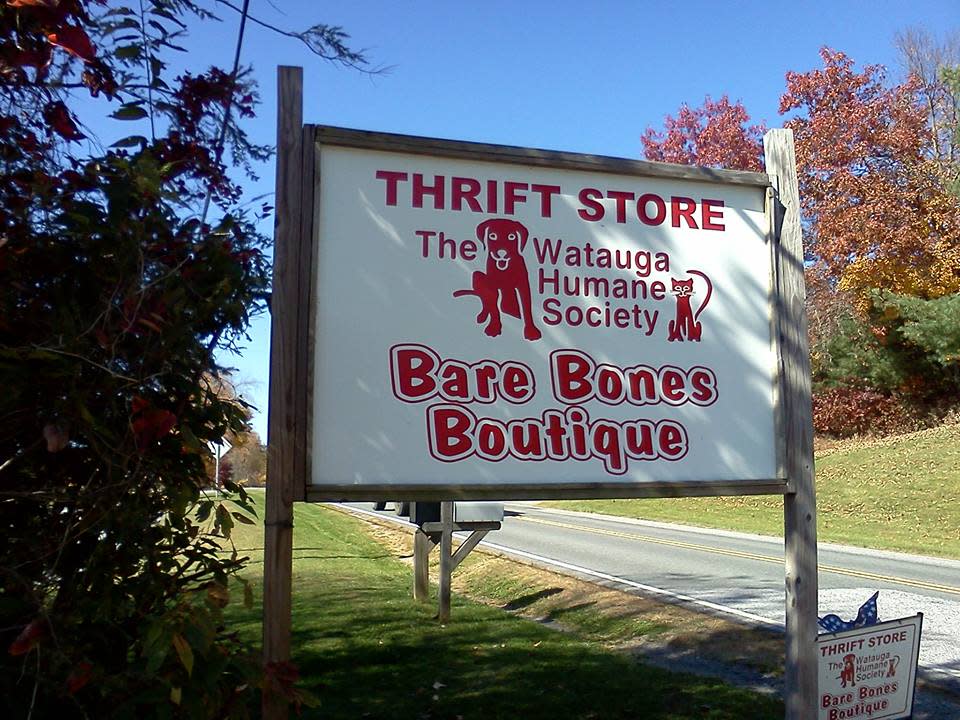 THRIFT STORE
The Watauga
Humane
Society
Bare Bones
Boutique
THRIFT STORE
The Watauga
Humane
Society
Bare Bones
Boutique